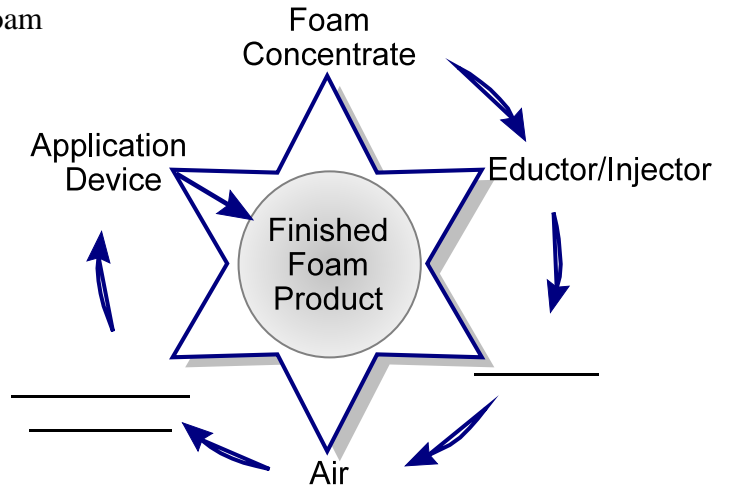 oam
Foam
Concentrate
Application
Device
Eductor/Injector
Finished
Foam
Product
Air